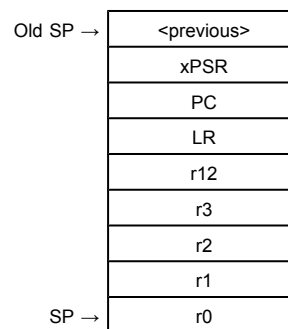 Old SP → <previous>
xPSR
PC
LR
r12
r3
r2
r1
SP → r0